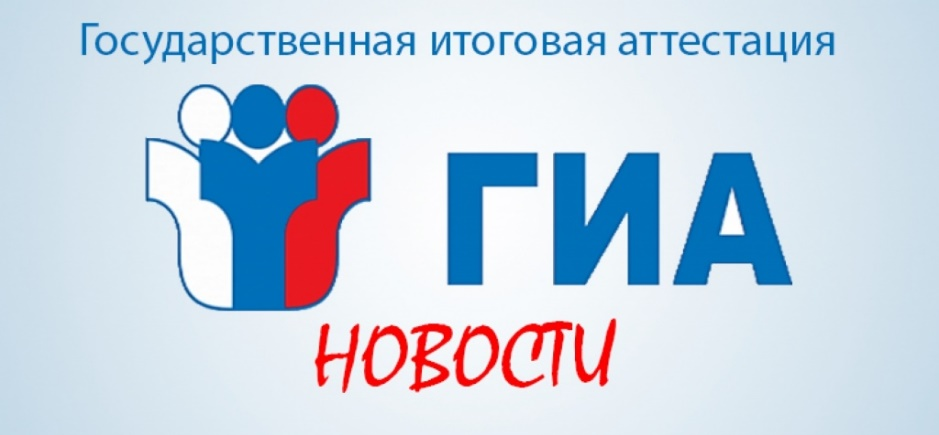 Государственная итоговая аттестация
ГИА
НОВОСТИ